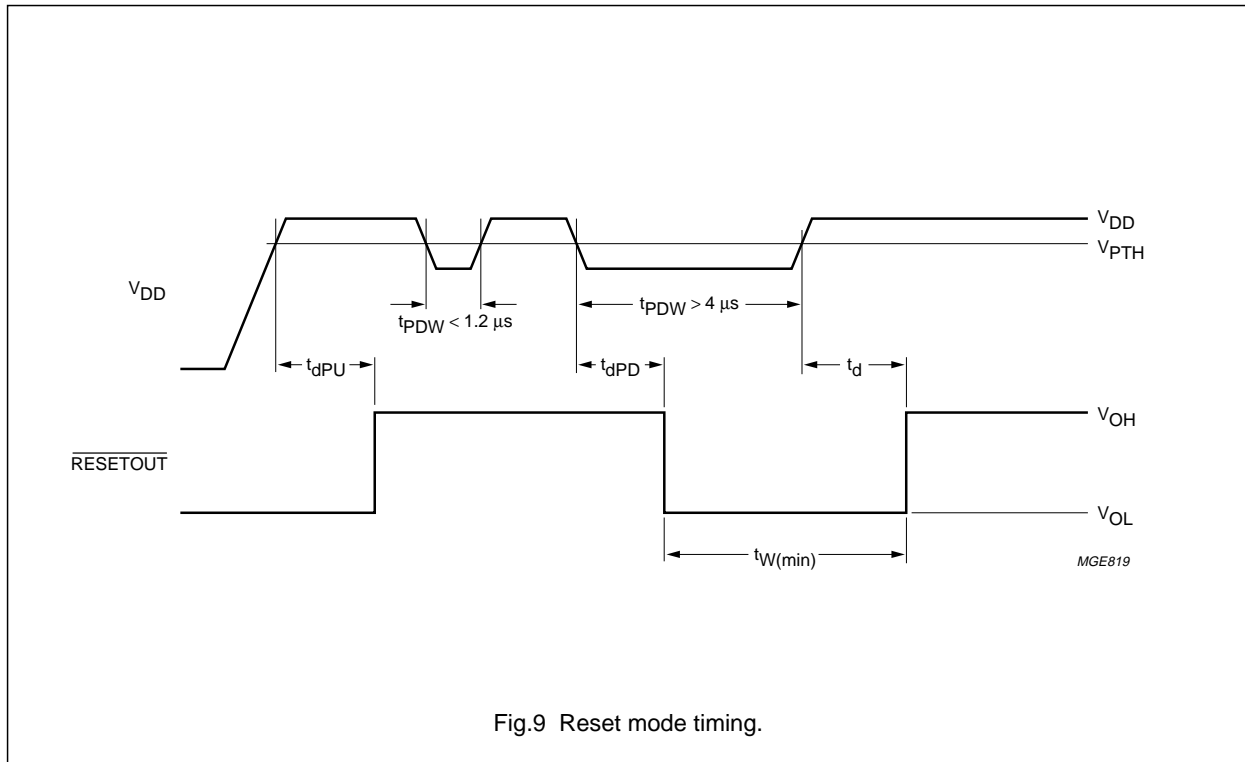 VDD
VPTH
VDD
tPDW < 1.2 µs
tPDW > 4 µs
tdPU
tdPD
td
VOH
RESETOUT
VOL
tW(min)
MGE819
Fig.9 Reset mode timing.